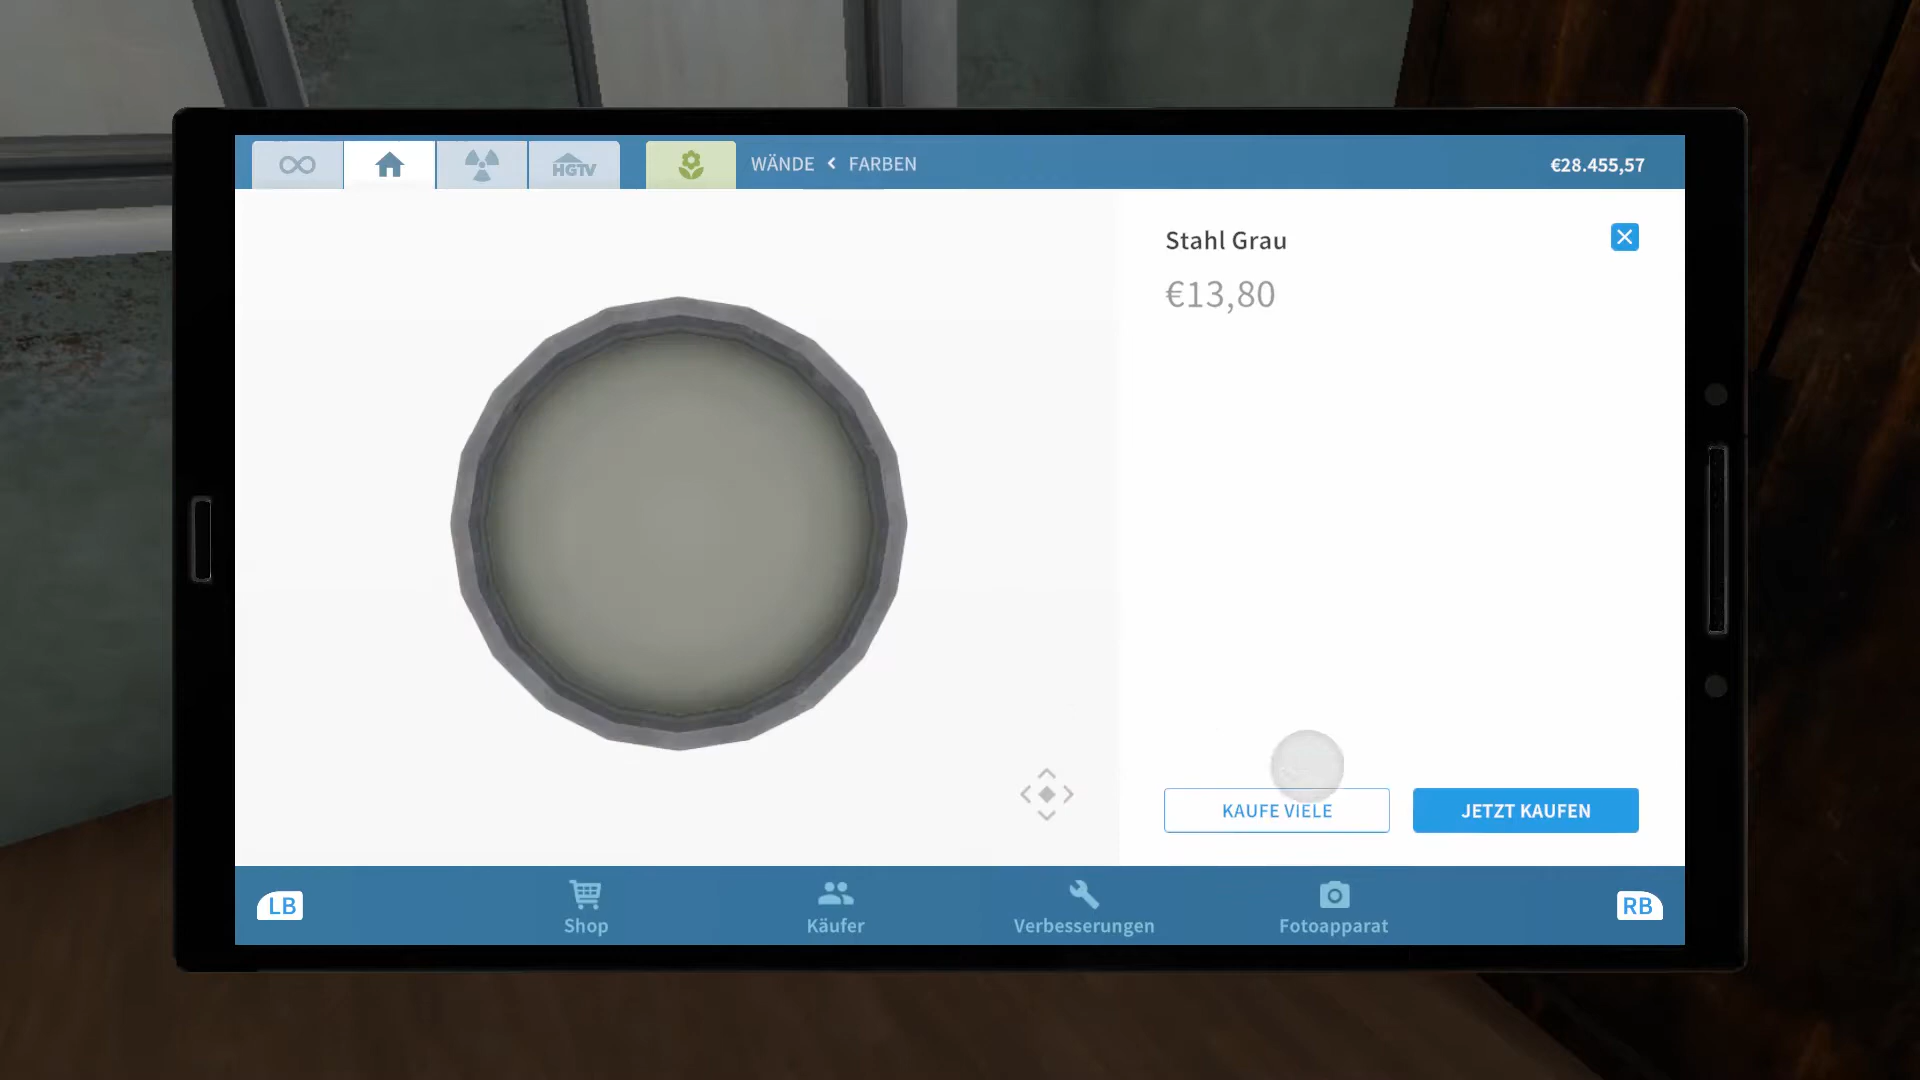 HGTV
WÄNDE < FARBEN
€28.455,57
Stahl Grau
€13,80
KAUFE VIELE
JETZT KAUFEN
LB
Shop
Käufer
Verbesserungen
Fotoapparat
RB